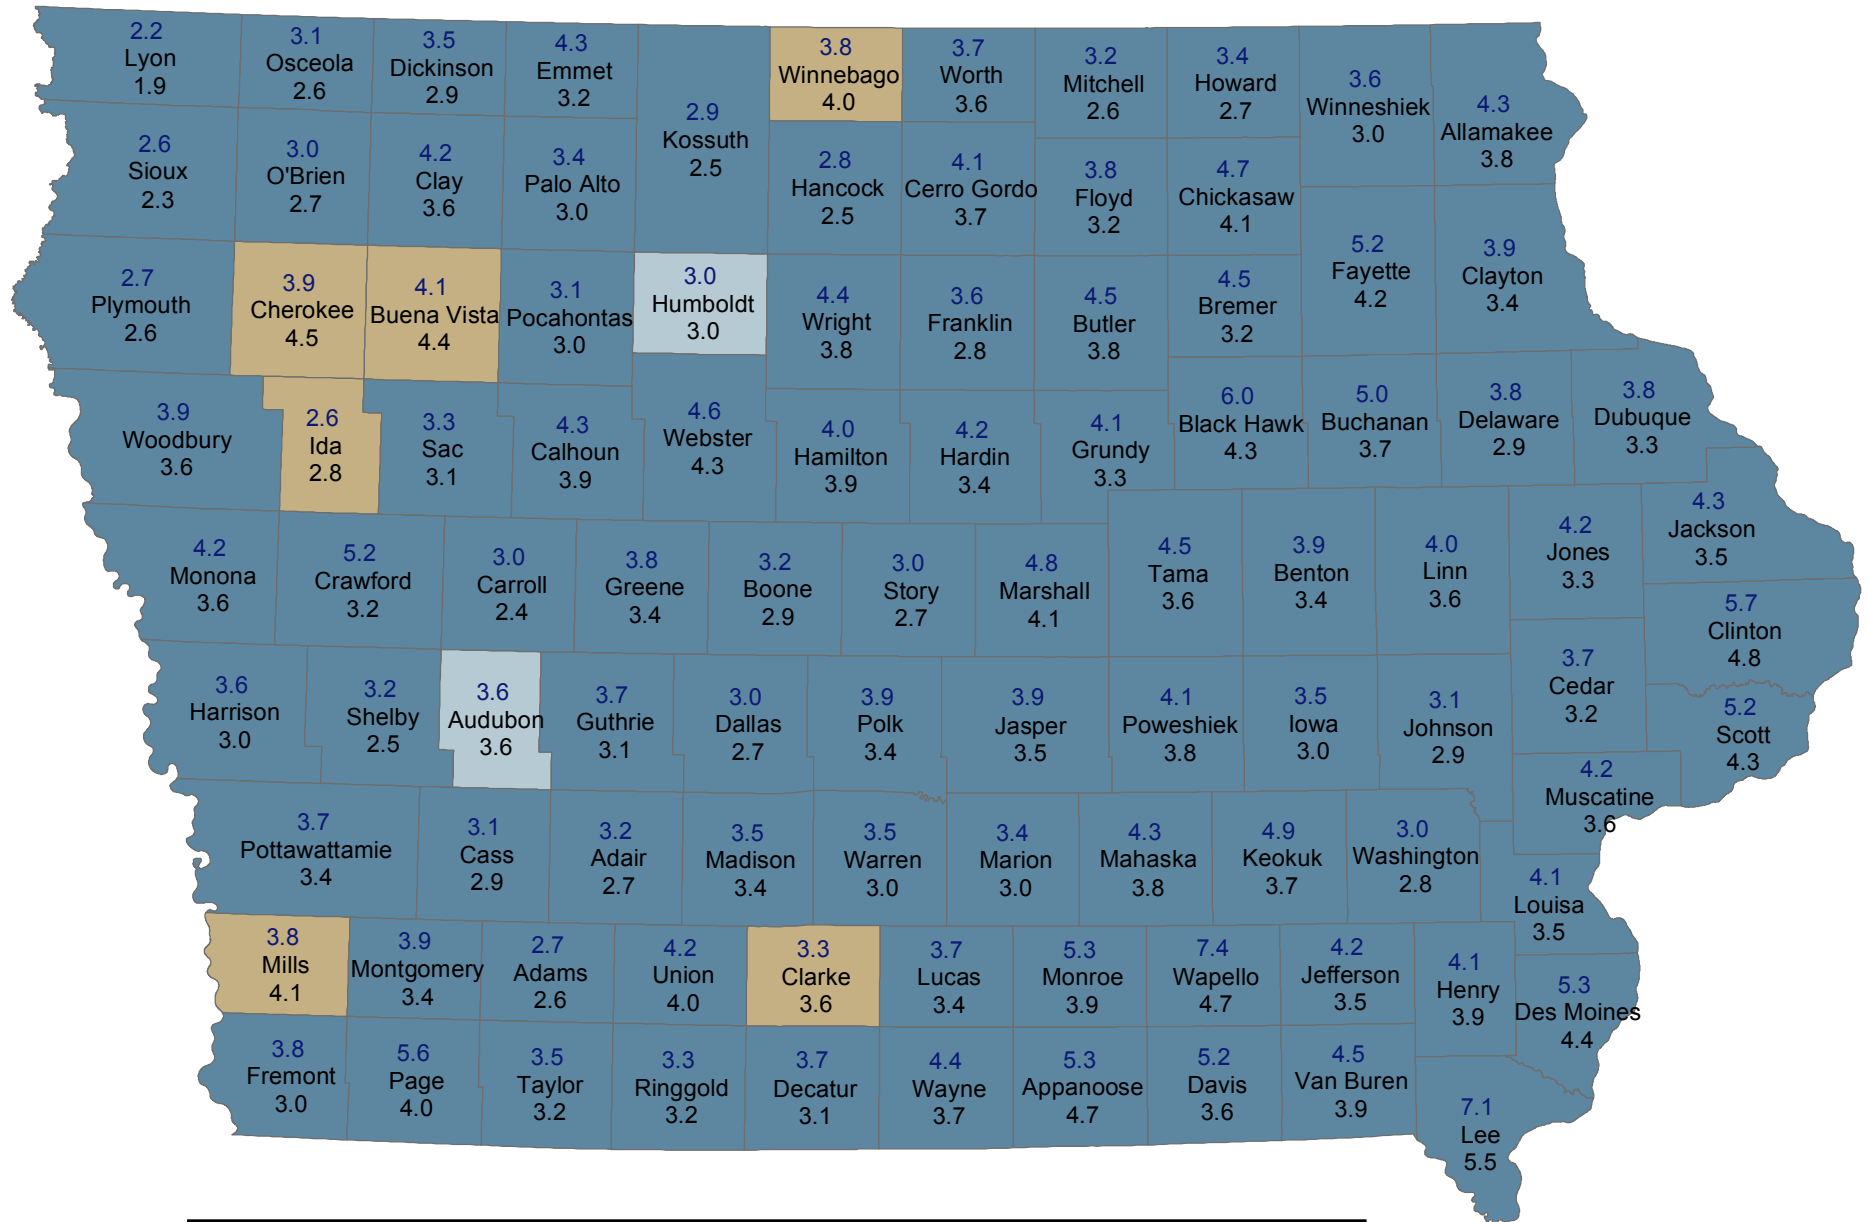 2.2
Lyon
1.9
3.1
Osceola
2.6
3.5
Dickinson
2.9
4.3
Emmet
3.2
2.9
Kossuth
2.5
3.8
Winnebago
4.0
3.7
Worth
3.6
3.2
Mitchell
2.6
3.4
Howard
2.7
3.6
Winneshiek
3.0
4.3
Allamakee
3.8
2.6
Sioux
2.3
3.0
O'Brien
2.7
4.2
Clay
3.6
3.4
Palo Alto
3.0
2.8
Hancock
2.5
4.1
Cerro Gordo
3.7
3.8
Floyd
3.2
4.7
Chickasaw
4.1
5.2
Fayette
4.2
3.9
Clayton
3.4
2.7
Plymouth
2.6
3.9
Cherokee
4.5
4.1
Buena Vista
4.4
3.1
Pocahontas
3.0
3.0
Humboldt
3.0
4.4
Wright
3.8
3.6
Franklin
2.8
4.5
Butler
3.8
4.5
Bremer
3.2
3.9
Woodbury
3.6
2.6
Ida
2.8
3.3
Sac
3.1
4.3
Calhoun
3.9
4.6
Webster
4.3
4.0
Hamilton
3.9
4.2
Hardin
3.4
4.1
Grundy
3.3
6.0
Black Hawk
4.3
5.0
Buchanan
3.7
3.8
Delaware
2.9
3.8
Dubuque
3.3
4.2
Monona
3.6
5.2
Crawford
3.2
3.0
Carroll
2.4
3.8
Greene
3.4
3.2
Boone
2.9
3.0
Story
2.7
4.8
Marshall
4.1
4.5
Tama
3.6
3.9
Benton
3.4
4.0
Linn
3.6
4.2
Jones
3.3
4.3
Jackson
3.5
5.7
Clinton
4.8
3.6
Harrison
3.0
3.2
Shelby
2.5
3.6
Audubon
3.6
3.7
Guthrie
3.1
3.0
Dallas
2.7
3.9
Polk
3.4
3.9
Jasper
3.5
4.1
Poweshiek
3.8
3.5
Iowa
3.0
3.1
Johnson
2.9
3.7
Cedar
3.2
5.2
Scott
4.3
4.2
Muscatine
3.6
3.7
Pottawattamie
3.4
3.1
Cass
2.9
3.2
Adair
2.7
3.5
Madison
3.4
3.5
Warren
3.0
3.4
Marion
3.0
4.3
Mahaska
3.8
4.9
Keokuk
3.7
3.0
Washington
2.8
4.1
Louisa
3.5
3.8
Mills
4.1
3.9
Montgomery
3.4
2.7
Adams
2.6
4.2
Union
4.0
3.3
Clarke
3.6
3.7
Lucas
3.4
5.3
Monroe
3.9
7.4
Wapello
4.7
4.2
Jefferson
3.5
4.1
Henry
3.9
5.3
Des Moines
4.4
3.8
Fremont
3.0
5.6
Page
4.0
3.5
Taylor
3.2
3.3
Ringgold
3.2
3.7
Decatur
3.1
4.4
Wayne
3.7
5.3
Appanoose
4.7
5.2
Davis
3.6
4.5
Van Buren
3.9
7.1
Lee
5.5